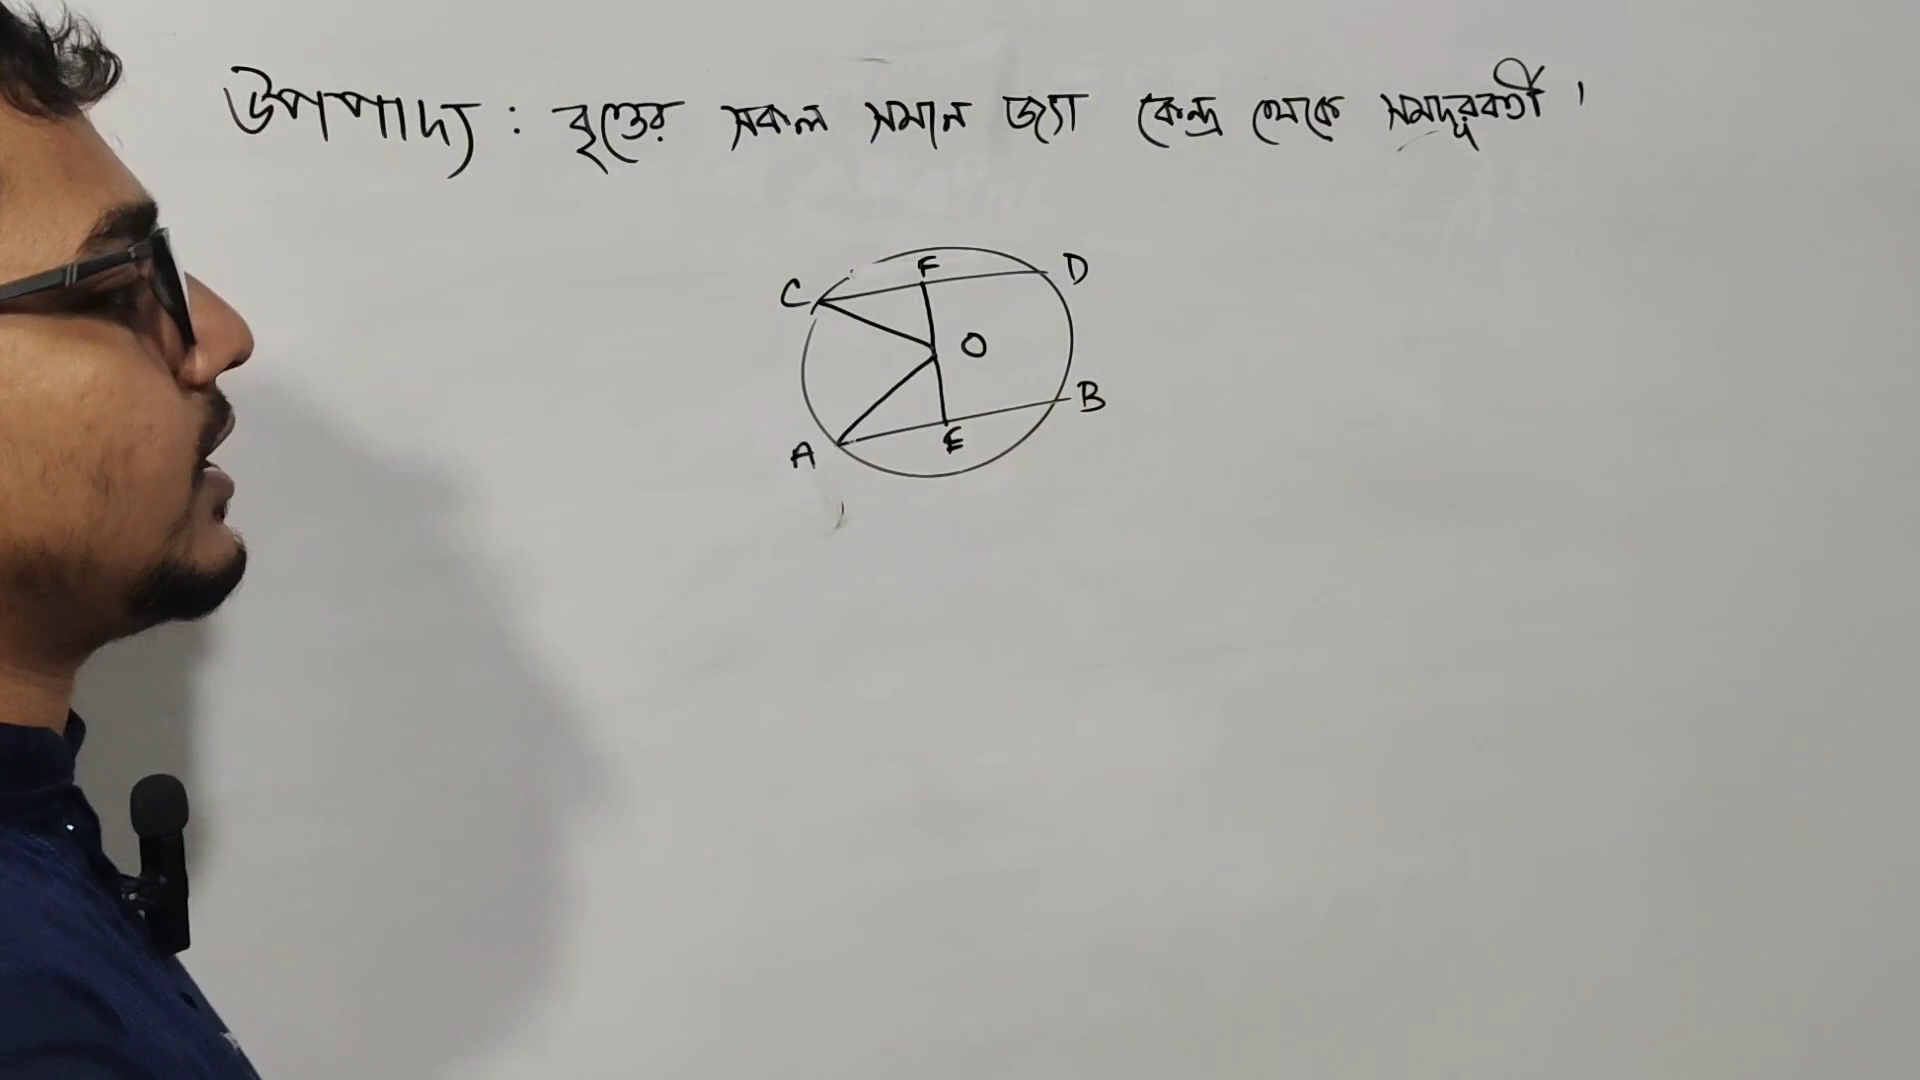 উপপাদ্য : বৃত্তের সকল সমান জ্যা কেন্দ্র থেকে সমদূরবর্তী।
F
D
C
O
B
E
A